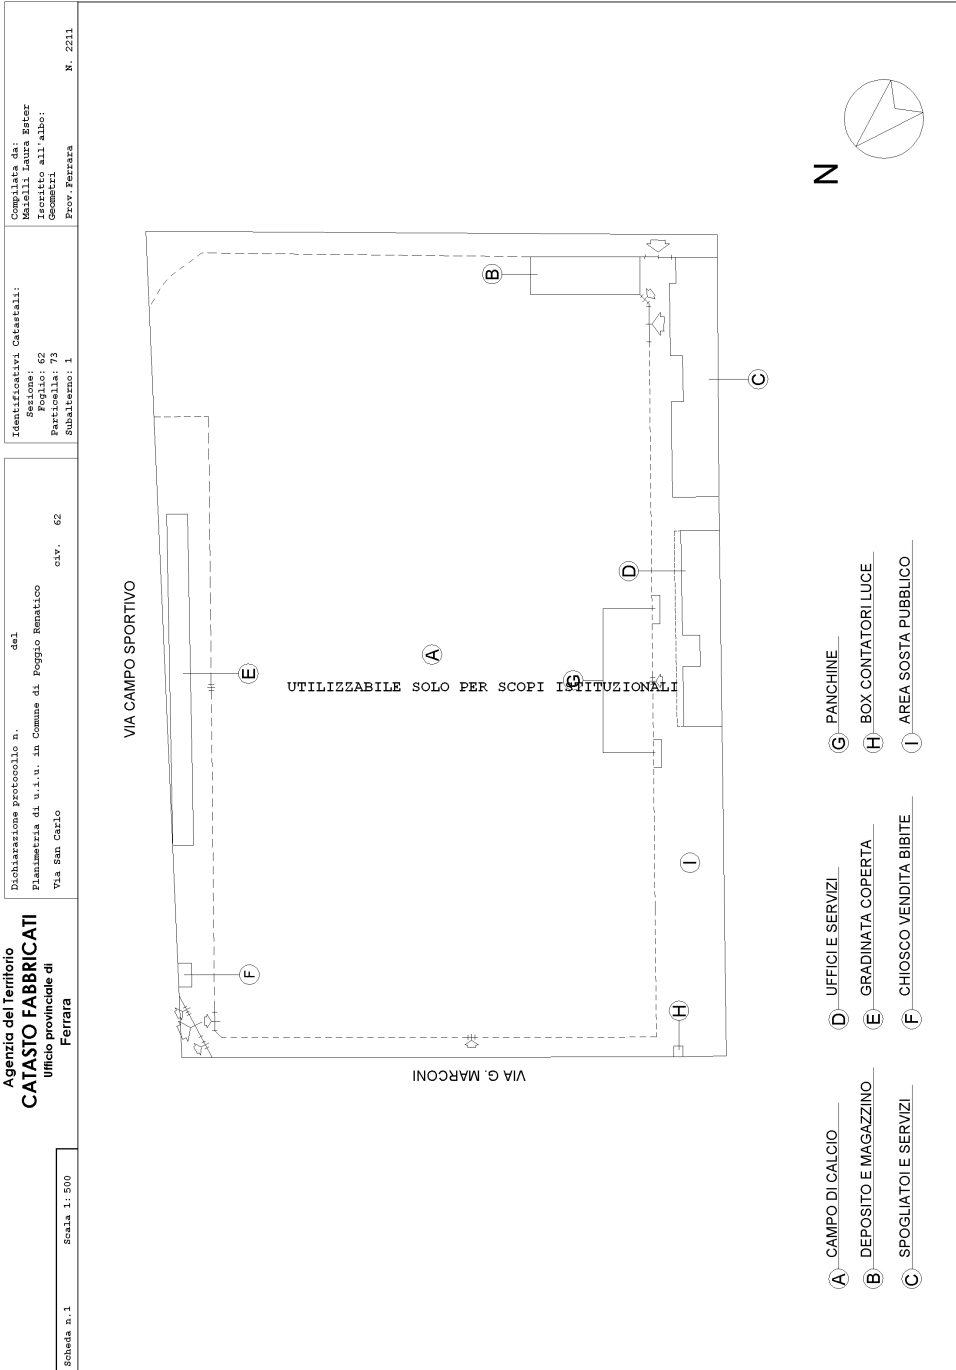 Agenzia del Territorio
CATASTO FABBRICATI
Ufficio provinciale di
Ferrara
Dichiarazione protocollo n. del
Planimetria di u.i.u. in Comune di Poggio Renatico
Via San Carlo civ. 62
Identificativi Catastali:
Sezione:
Foglio: 62
Particella: 73
Subalterno: 1
Compilata da:
Maielli Laura Ester
Iscritto all'albo:
Geometri
Prov. Ferrara N. 2211
Scheda n.1 Scala 1: 500
N
VIA CAMPO SPORTIVO
B
C
E
A
D
G
UTILIZZABILE SOLO PER SCOPI ISTITUZIONALI
F
I
H
VIA G. MARCONI
A CAMPO DI CALCIO
B DEPOSITO E MAGAZZINO
C SPOGLIATOI E SERVIZI
D UFFICI E SERVIZI
E GRADINATA COPERTA
F CHIOSCO VENDITA BIBITE
G PANCHINE
H BOX CONTATORI LUCE
I AREA SOSTA PUBBLICO